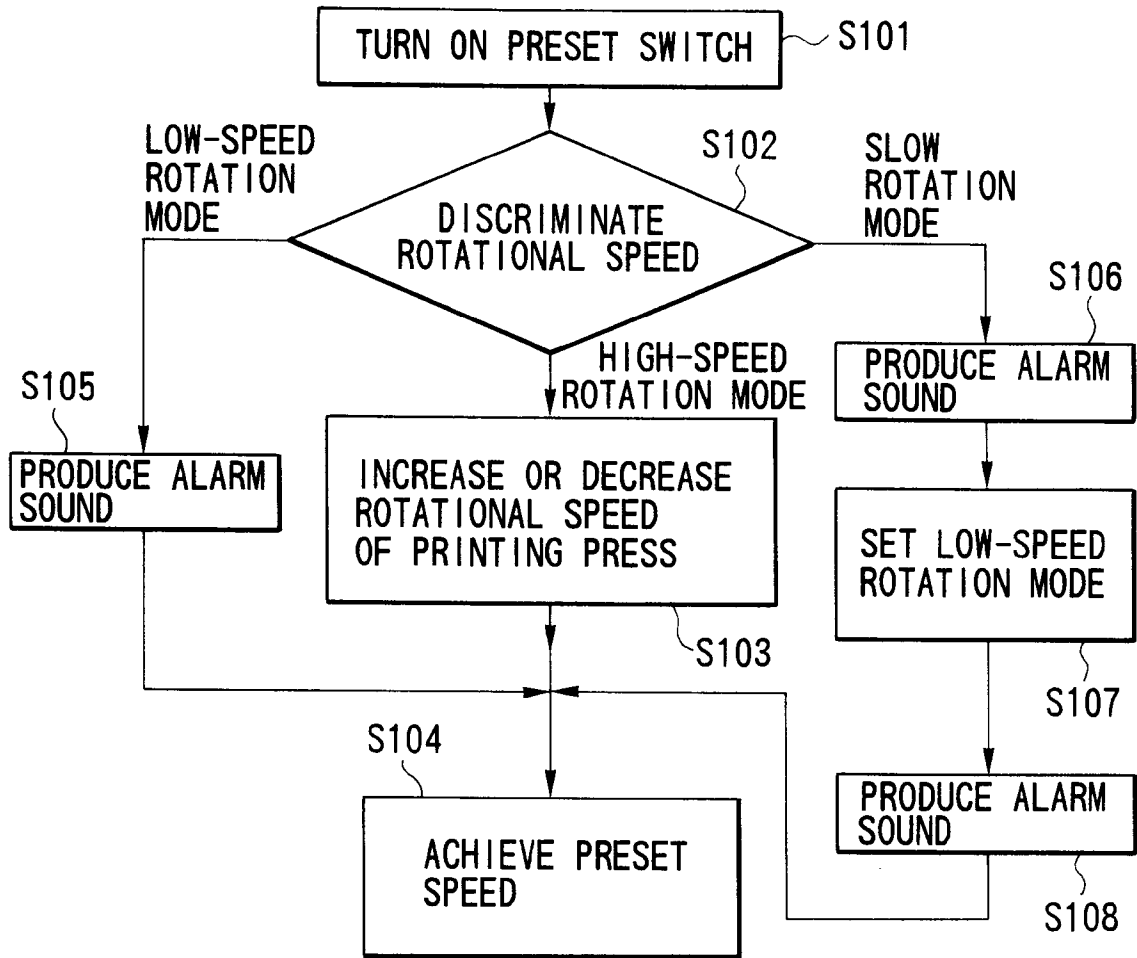 TURN ON PRESET SWITCH
S101
LOW-SPEED
ROTATION
MODE
S102
SLOW
ROTATION
MODE
DISCRIMINATE
ROTATIONAL SPEED
S106
HIGH-SPEED
ROTATION MODE
PRODUCE ALARM
SOUND
S105
PRODUCE ALARM
SOUND
INCREASE OR DECREASE
ROTATIONAL SPEED
OF PRINTING PRESS
SET LOW-SPEED
ROTATION MODE
S103
S107
S104
PRODUCE ALARM
SOUND
ACHIEVE PRESET
SPEED
S108